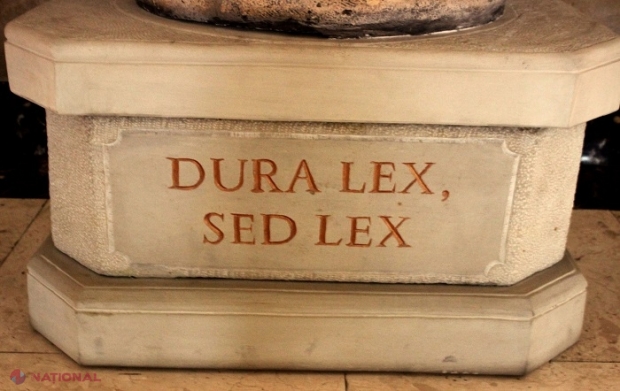 DURA LEX,
SED LEX
NATIONAL